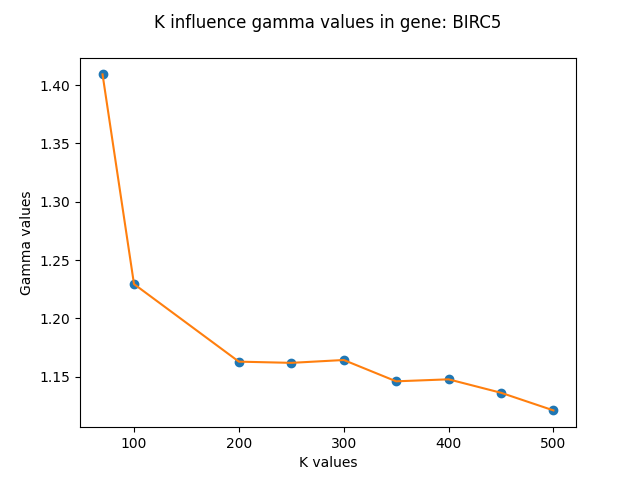 K influence gamma values in gene: BIRC5
1.40
1.35
1.30
1.25
1.20
1.15
Gamma values
100 200 300 400 500
K values